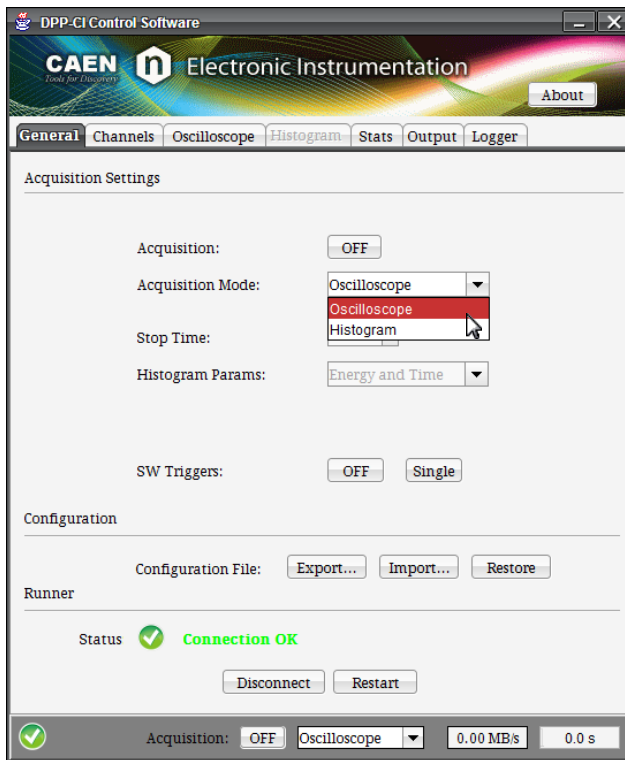 DPP-CI Control Software
CAEN n Electronic Instrumentation
Tools for Discovery
About
General Channels Oscilloscope Histogram Stats Output Logger
Acquisition Settings
Acquisition: OFF
Acquisition Mode: Oscilloscope
Oscilloscope
Histogram
Stop Time:
Histogram Params: Energy and Time
SW Triggers: OFF Single
Configuration
Configuration File: Export... Import... Restore
Runner
Status Connection OK
Disconnect Restart
Acquisition: OFF Oscilloscope 0.00 MB/s 0.0 s